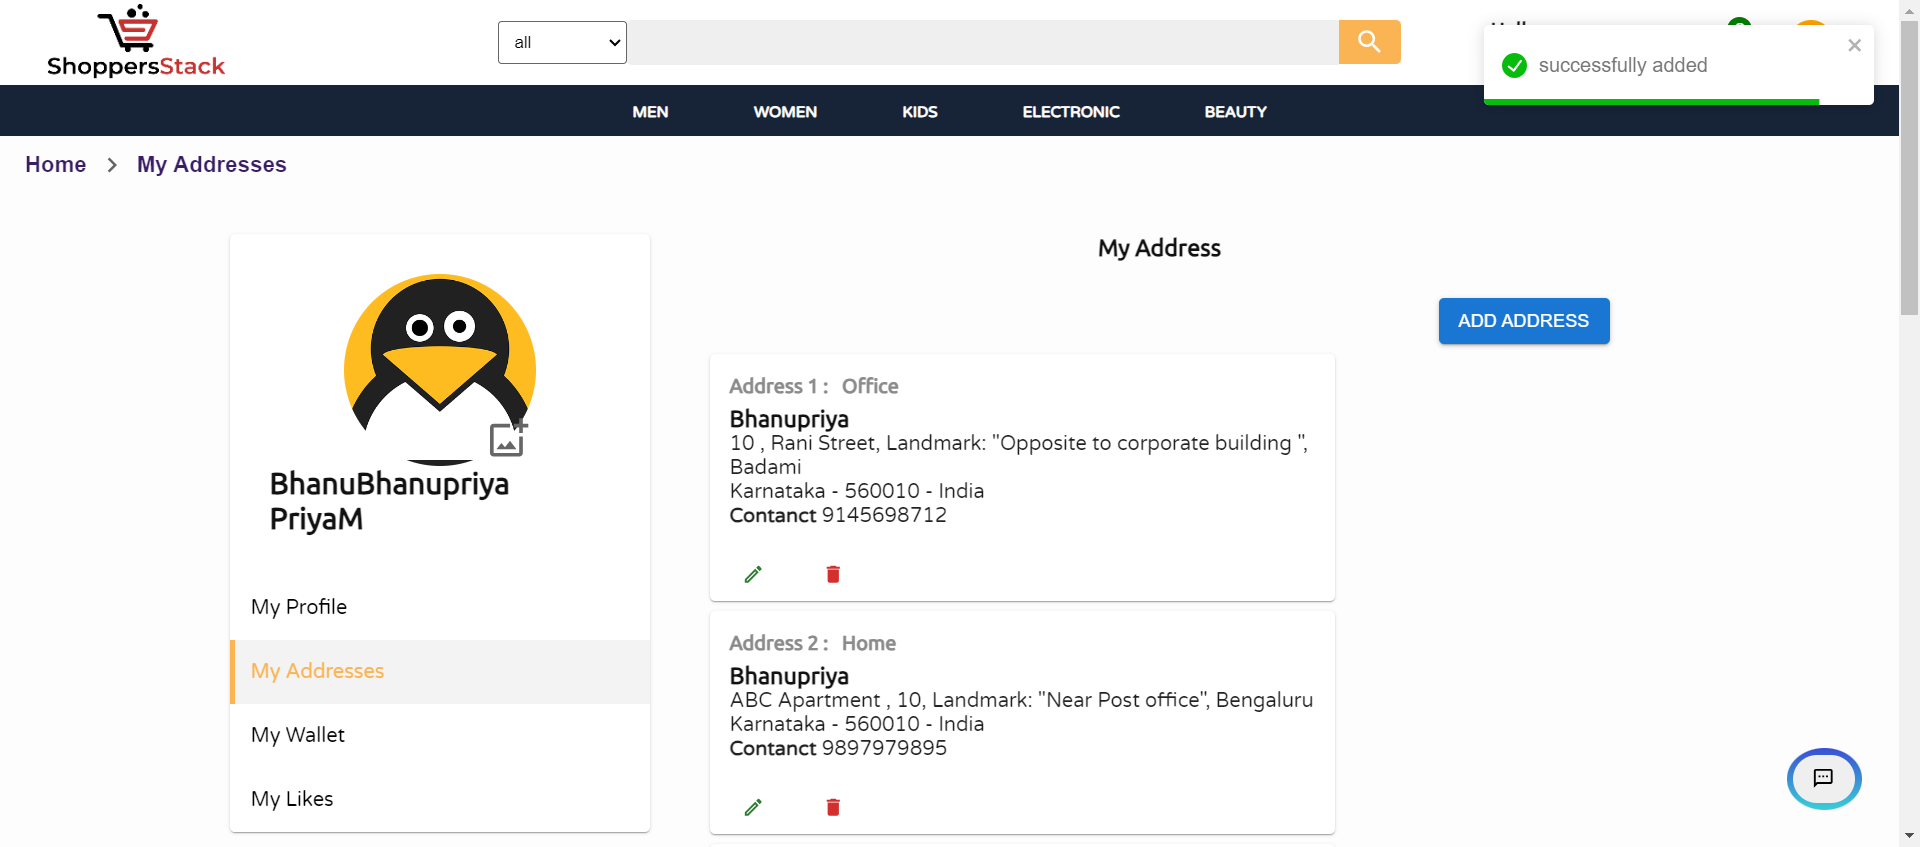 ShoppersStack
all
successfully added
MEN WOMEN KIDS ELECTRONIC BEAUTY
Home > My Addresses
BhanuBhanupriya
PriyaM
My Profile
My Addresses
My Wallet
My Likes
My Address
ADD ADDRESS
Address 1 : Office
Bhanupriya
10 , Rani Street, Landmark: "Opposite to corporate building ",
Badami
Karnataka - 560010 - India
Contanct 9145698712
Address 2 : Home
Bhanupriya
ABC Apartment , 10, Landmark: "Near Post office", Bengaluru
Karnataka - 560010 - India
Contanct 9897979895